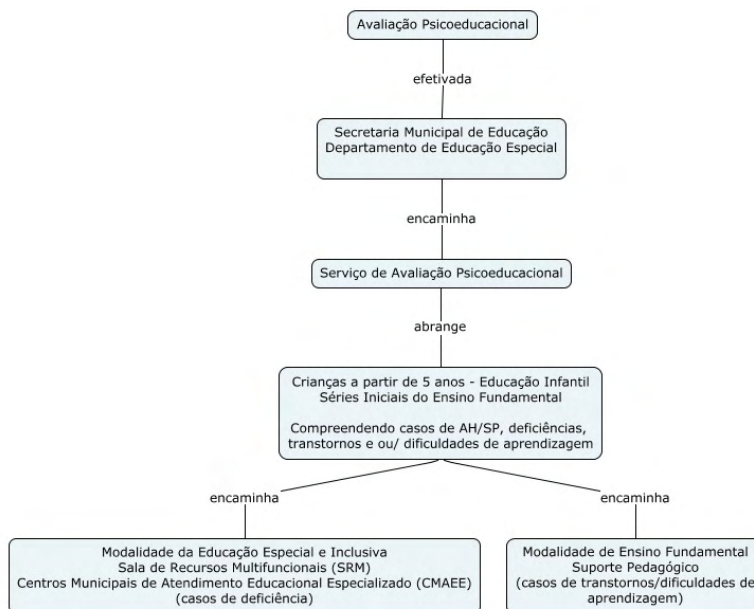 Avaliação Psicoeducacional
efetivada
Secretaria Municipal de Educação
Departamento de Educação Especial
encaminha
Serviço de Avaliação Psicoeducacional
abrange
Crianças a partir de 5 anos - Educação Infantil
Séries Iniciais do Ensino Fundamental
Compreendendo casos de AH/SP, deficiências,
transtornos e ou/ dificuldades de aprendizagem
encaminha
encaminha
Modalidade da Educação Especial e Inclusiva
Sala de Recursos Multifuncionais (SRM)
Centros Municipais de Atendimento Educacional Especializado (CMAEE)
(casos de deficiência)
Modalidade de Ensino Fundamental
Suporte Pedagógico
(casos de transtornos/dificuldades de
aprendizagem)